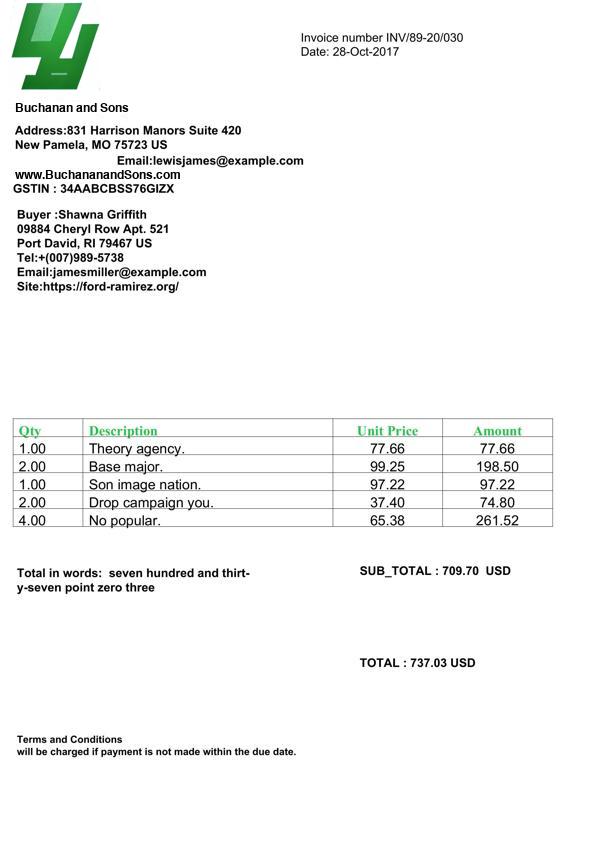 Invoice number INV/89-20/030
Date: 28-Oct-2017
Buchanan and Sons
Address:831 Harrison Manors Suite 420
New Pamela, MO 75723 US
Email:lewisjames@example.com
www.BuchananandSons.com
GSTIN : 34AABCBSS76GIZX
Buyer :Shawna Griffith
09884 Cheryl Row Apt. 521
Port David, RI 79467 US
Tel:+(007)989-5738
Email:jamesmiller@example.com
Site:https://ford-ramirez.org/
Qty Description Unit Price Amount
1.00 Theory agency. 77.66 77.66
2.00 Base major. 99.25 198.50
1.00 Son image nation. 97.22 97.22
2.00 Drop campaign you. 37.40 74.80
4.00 No popular. 65.38 261.52
Total in words: seven hundred and thirt-
y-seven point zero three
SUB_TOTAL : 709.70 USD
TOTAL : 737.03 USD
Terms and Conditions
will be charged if payment is not made within the due date.